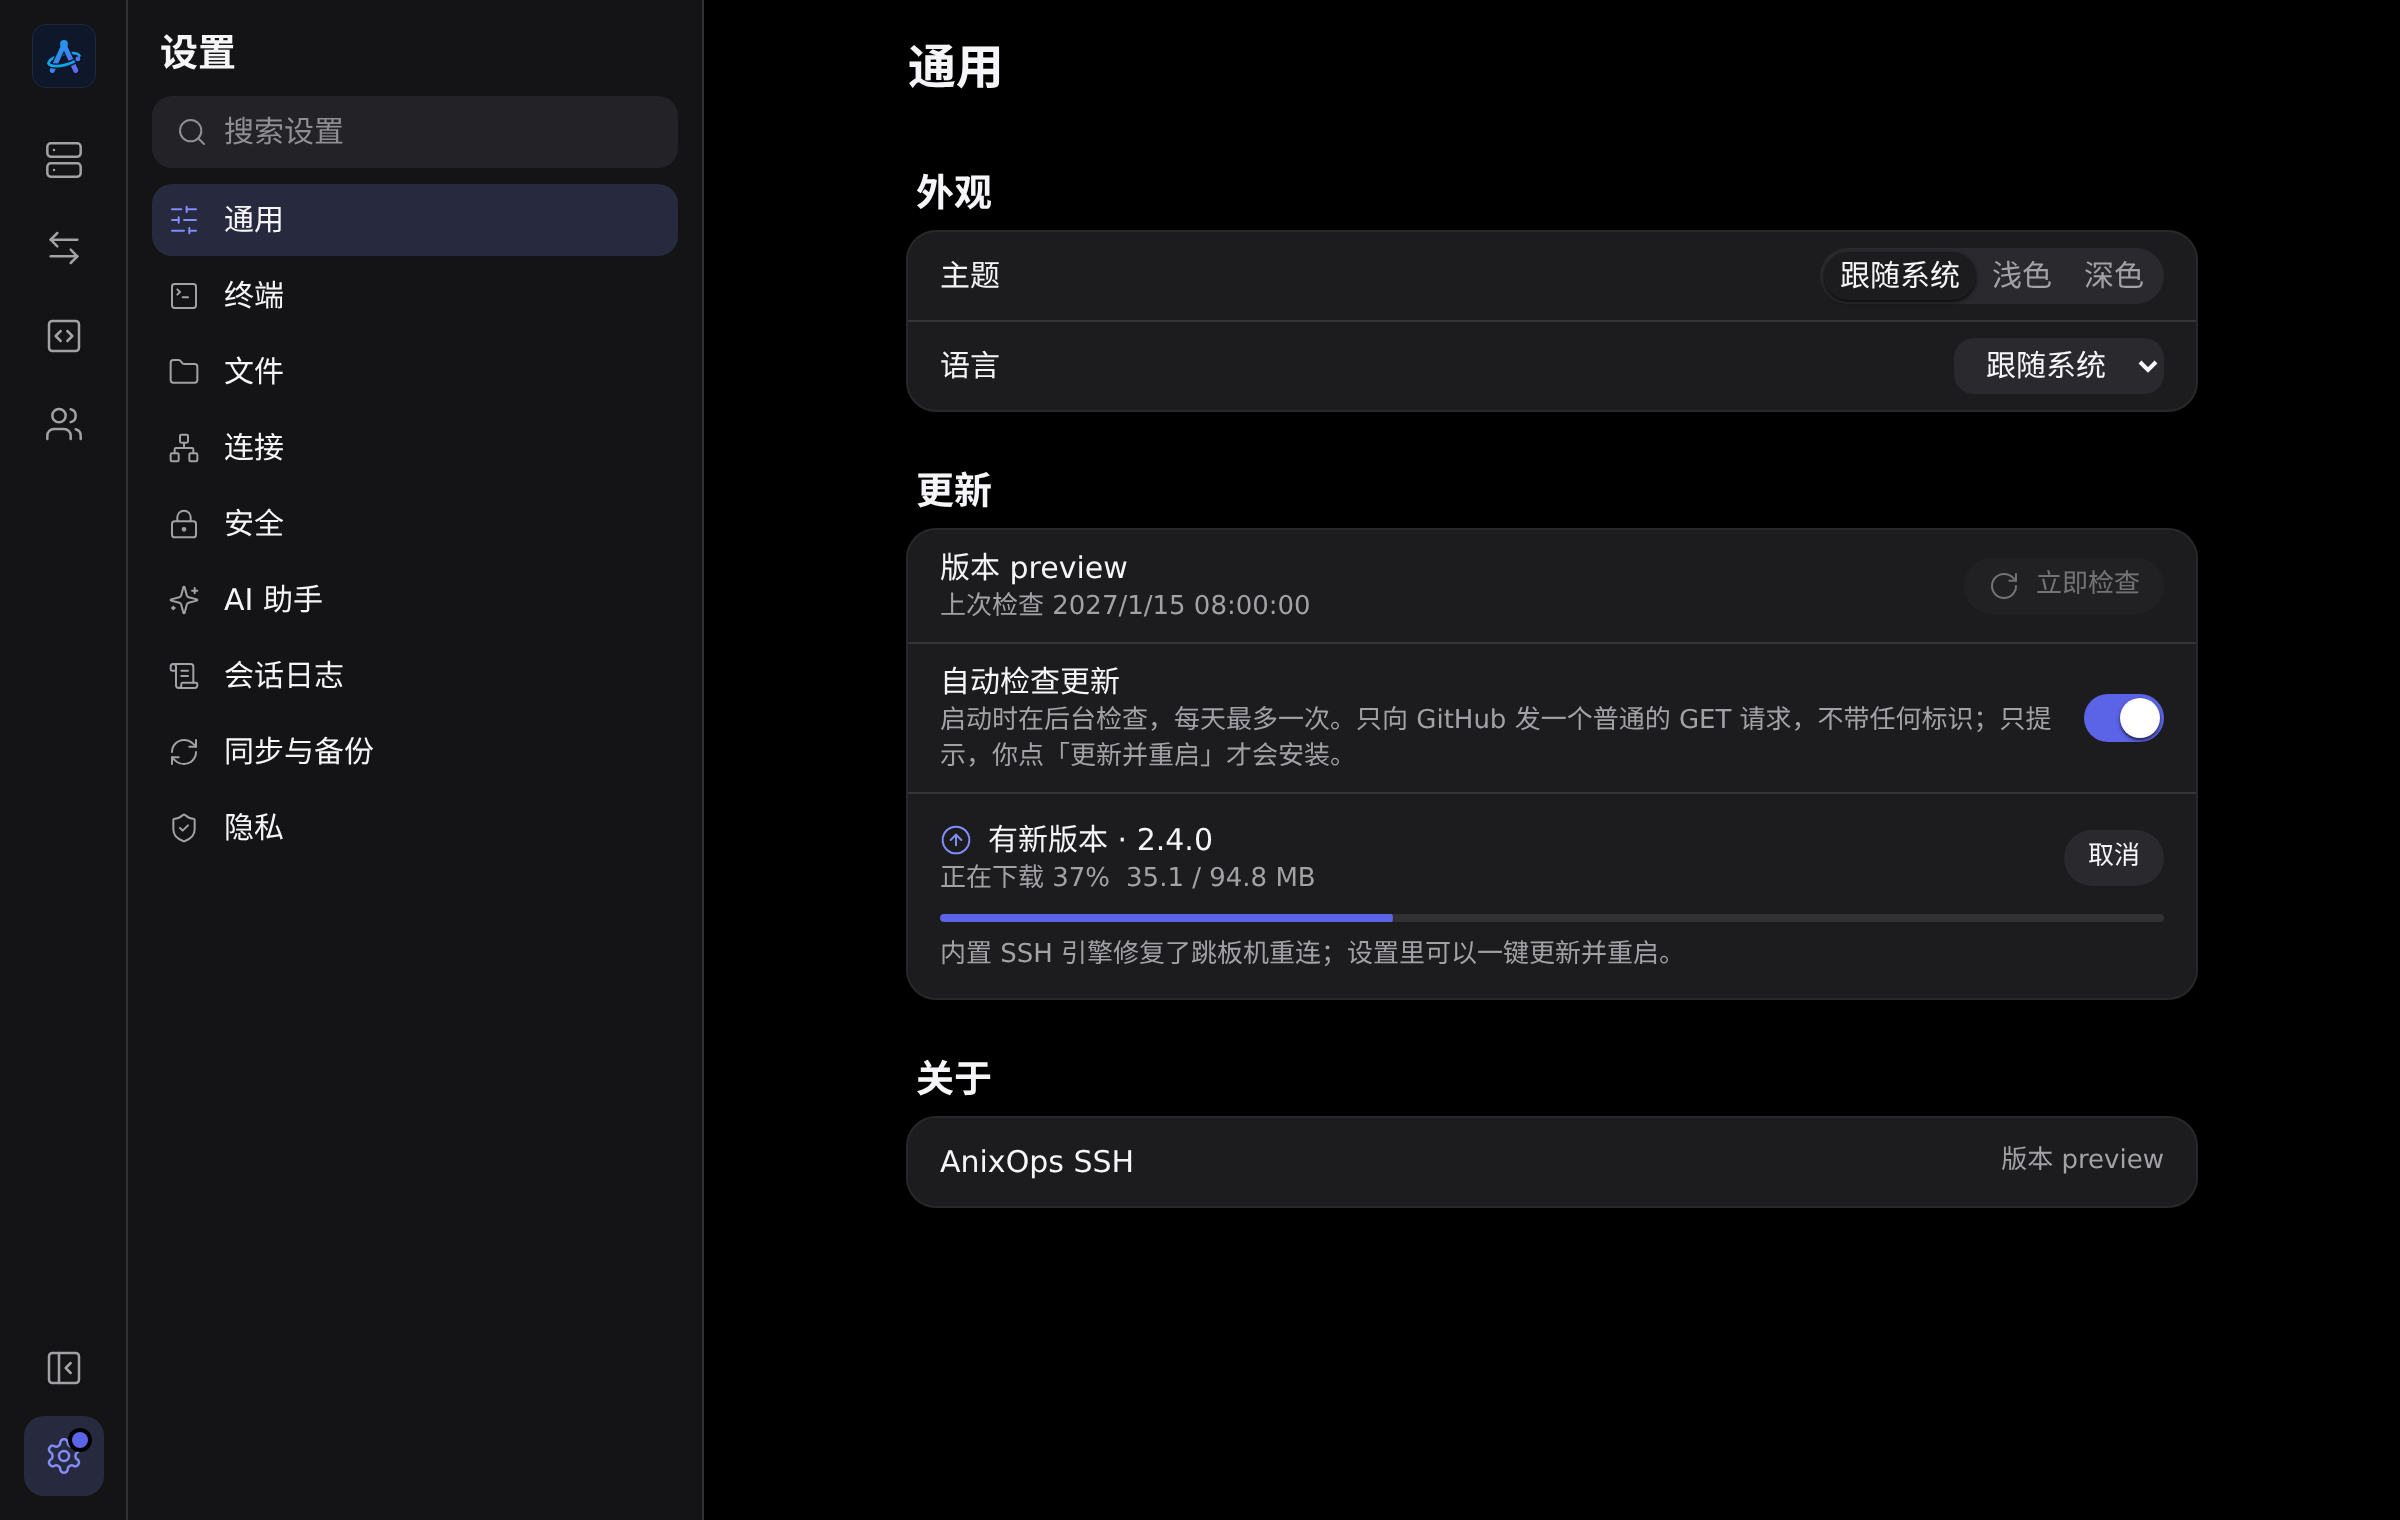 设置
搜索设置
通用
终端
文件
连接
安全
AI 助手
会话日志
同步与备份
隐私
通用
外观
主题
跟随系统 浅色 深色
语言
跟随系统
更新
版本 preview
上次检查 2027/1/15 08:00:00
立即检查
自动检查更新
启动时在后台检查，每天最多一次。只向 GitHub 发一个普通的 GET 请求，不带任何标识；只提
示，你点「更新并重启」才会安装。
有新版本 · 2.4.0
正在下载 37% 35.1 / 94.8 MB
取消
内置 SSH 引擎修复了跳板机重连；设置里可以一键更新并重启。
关于
AnixOps SSH
版本 preview